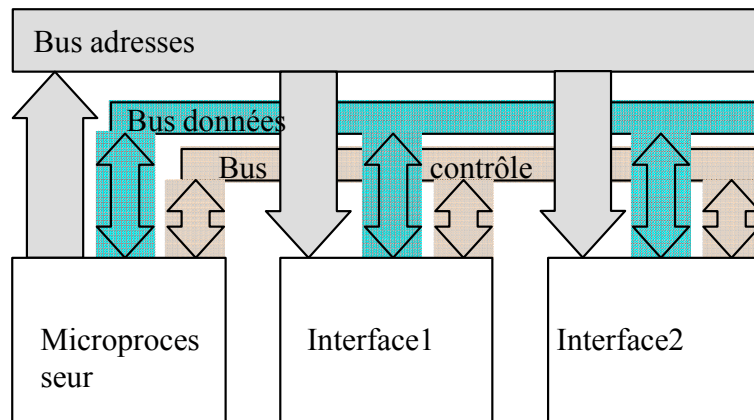 Bus adresses
Bus données
Bus contrôle
Microproces
seur
Interface1
Interface2